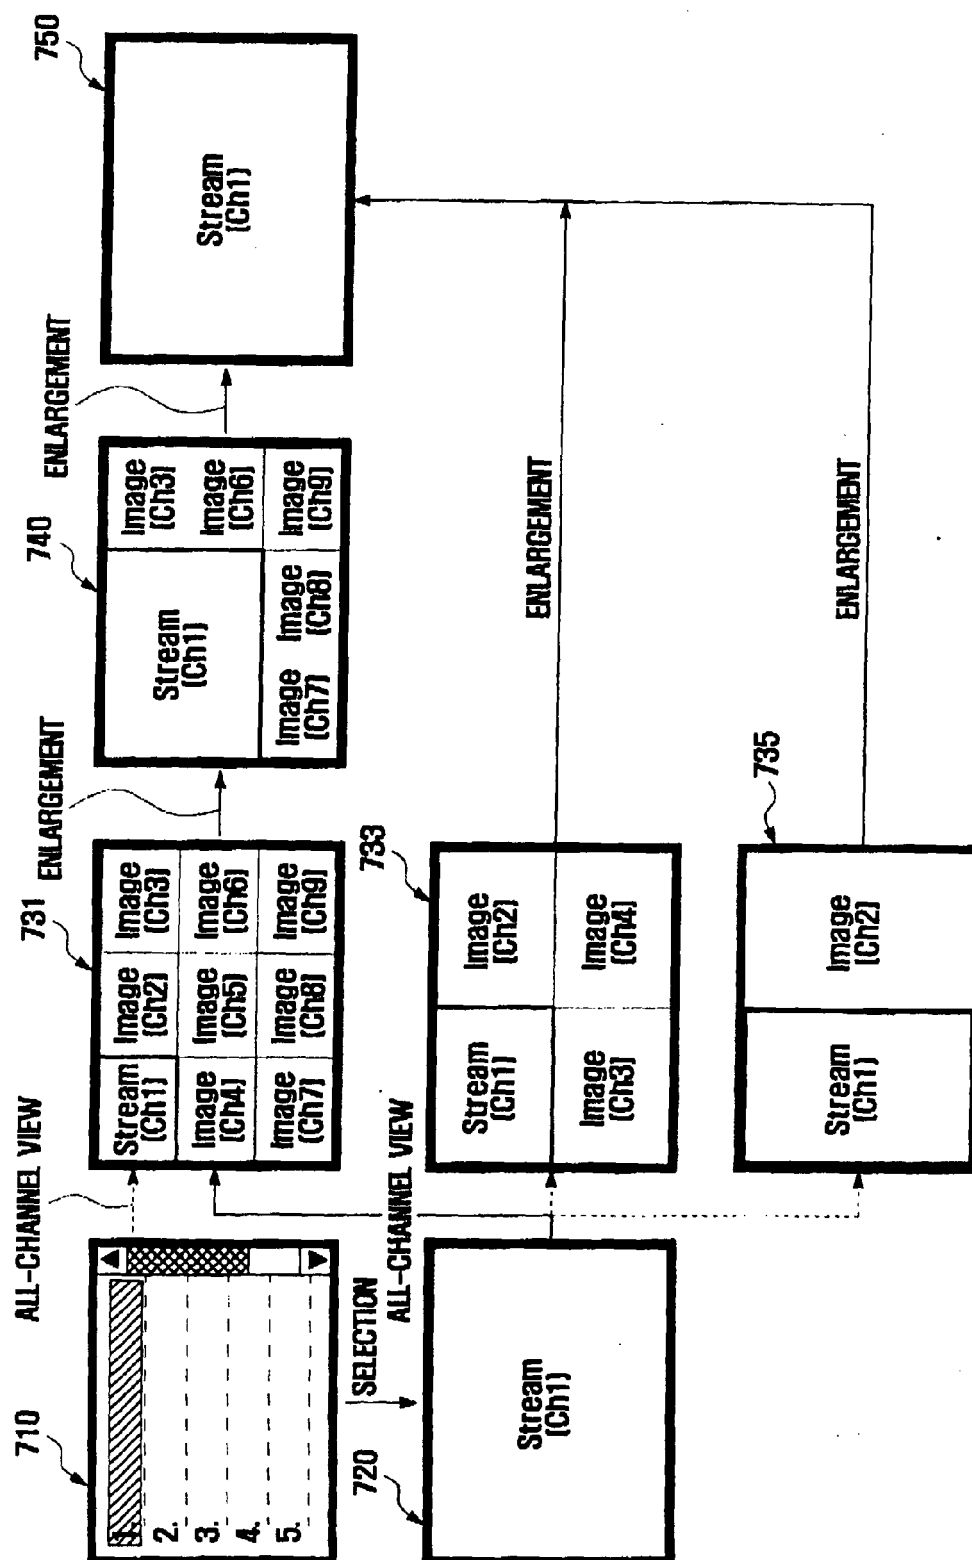 710
1.
2.
3.
4.
5.
SELECTION
720
Stream
(Ch1)
ALL-CHANNEL VIEW
ALL-CHANNEL VIEW
731
Stream
(Ch1)
Image
(Ch2)
Image
(Ch3)
Image
(Ch4)
Image
(Ch5)
Image
(Ch6)
Image
(Ch7)
Image
(Ch8)
Image
(Ch9)
733
Stream
(Ch1)
Image
(Ch2)
Image
(Ch3)
Image
(Ch4)
735
Stream
(Ch1)
Image
(Ch2)
ENLARGEMENT
740
Stream
(Ch1)
Image
(Ch3)
Image
(Ch6)
Image
(Ch7)
Image
(Ch8)
Image
(Ch9)
ENLARGEMENT
ENLARGEMENT
ENLARGEMENT
750
Stream
(Ch1)